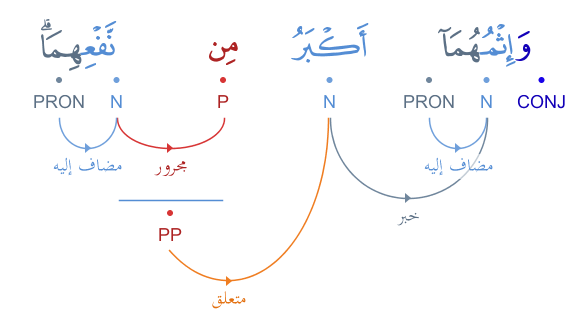 وَإِثْمُهُمَآ أَكْبَرُ مِن نَّفْعِهِمَا ۗ
CONJ N PRON N P N PRON
مضاف إليه مجرور مضاف إليه
خبر
PP
متعلق